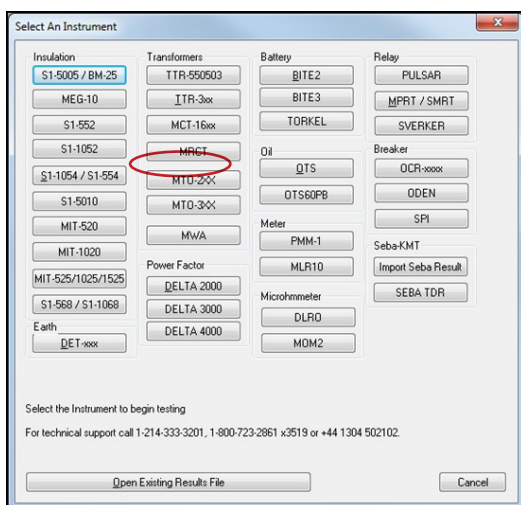 Select An Instrument
Insulation
S1-5005 / BM-25
MEG-10
S1-552
S1-1052
S1-1054 / S1-554
S1-5010
MIT-520
MIT-1020
MIT-525/1025/1525
S1-568 / S1-1068
Earth
DET-xxx
Transformers
TTR-550503
TTR-3xx
MCT-16xx
MRCT
MTO-2XX
MTO-3XX
MWA
Power Factor
DELTA 2000
DELTA 3000
DELTA 4000
Battery
BITE2
BITE3
TORKEL
Oil
OTS
OTS60PB
Meter
PMM-1
MLR10
Microhmmeter
DLRO
MOM2
Relay
PULSAR
MPRT / SMRT
SVERKER
Breaker
OCR-xxxx
ODEN
SPI
Seba-KMT
Import Seba Result
SEBA TDR
Select the Instrument to begin testing
For technical support call 1-214-333-3201, 1-800-723-2861 x3519 or +44 1304 502102.
Open Existing Results File
Cancel